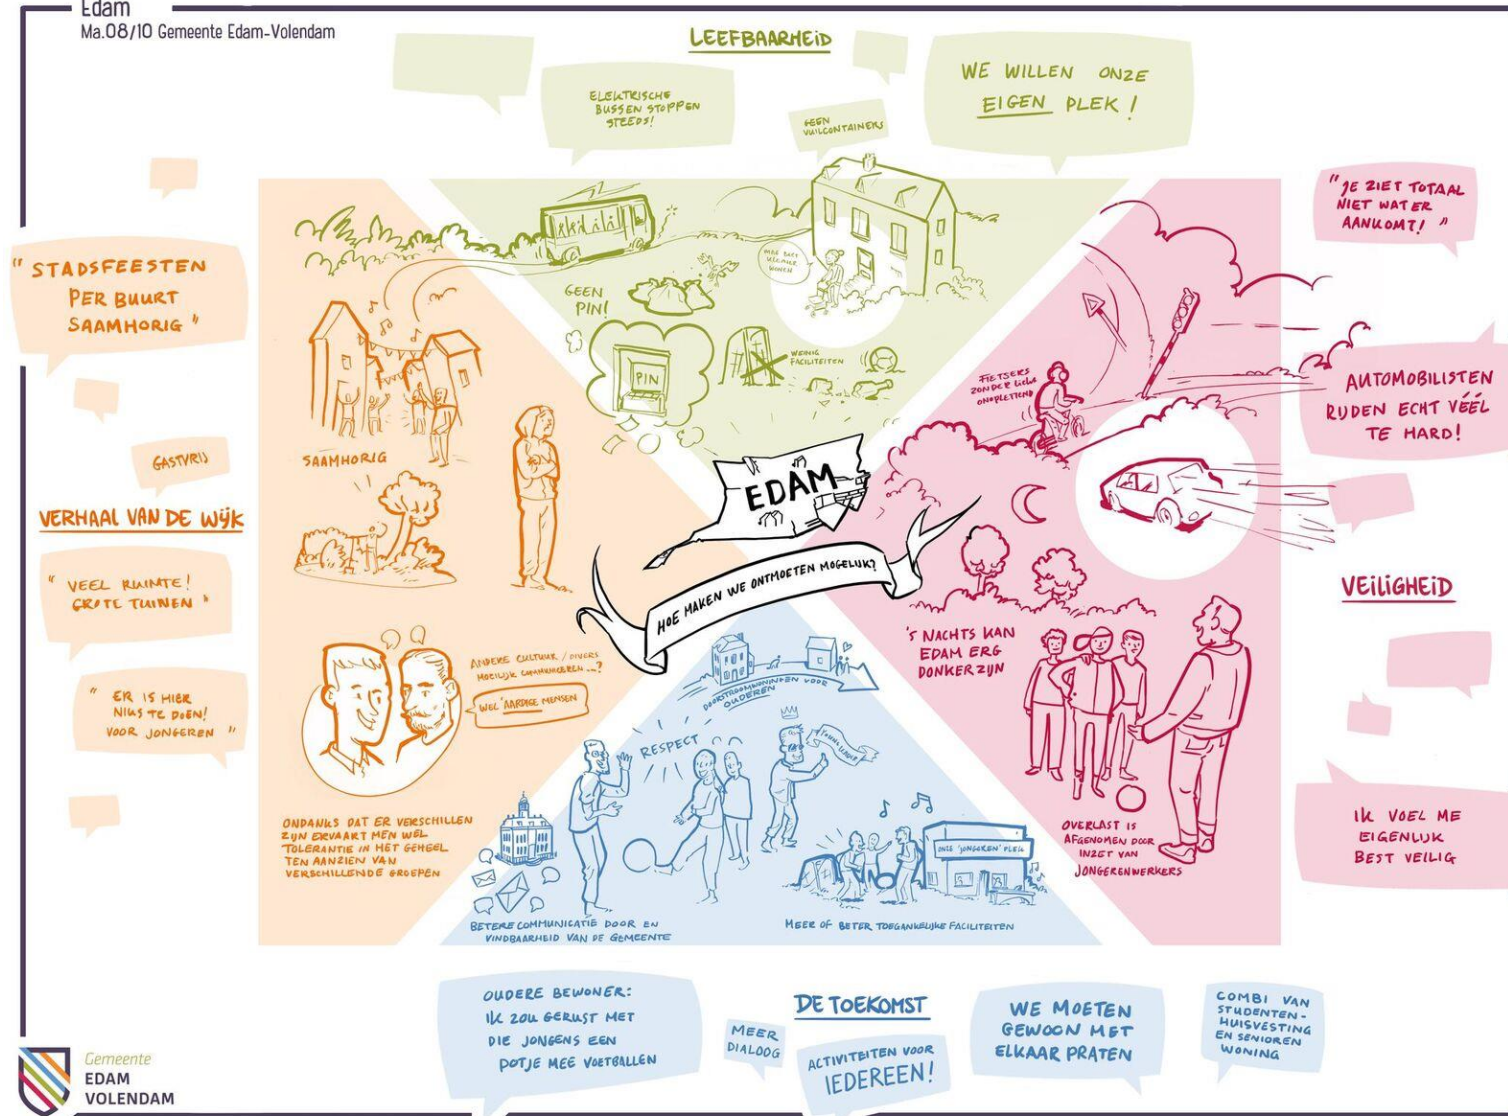 Edam
Ma.08/10 Gemeente Edam-Volendam
LEEFBAARHEID
ELEKTRISCHE
BUSSEN STOPPEN
STEEDS!
GEEN
VUILCONTAINERS
WE WILLEN ONZE
EIGEN PLEK!
GEEN
PIN!
PIN
WEINIG
FACILITEITEN
"STADSFEESTEN
PER BUURT
SAAMHORIG"
SAAMHORIG
GASTVRIJ
VERHAAL VAN DE WIJK
"VEEL RUIMTE!
GROTE TUINEN"
"ER IS HIER
NIKS TE DOEN!
VOOR JONGEREN"
ANDERE CULTUUR / DIVERS
MOEILIJK COMMUNICEREN ...?
WEL 'AARDIGE MENSEN
ONDANKS DAT ER VERSCHILLEN
ZIJN ERVAART MEN WEL
TOLERANTIE IN HET GEHEEL
TEN AANZIEN VAN
VERSCHILLENDE GROEPEN
EDAM
HOE MAKEN WE ONTMOETEN MOGELIJK?
"JE ZIET TOTAAL
NIET WAT ER
AANKOMT!"
FIETSERS
ZONDER
ONOPLETTEND
AUTOMOBILISTEN
RIJDEN ECHT VÉÉL
TE HARD!
VEILIGHEID
'S NACHTS KAN
EDAM ERG
DONKER ZIJN
OVERLAST IS
AFGENOMEN DOOR
INZET VAN
JONGERENWERKERS
IK VOEL ME
EIGENLIJK
BEST VEILIG
DOORSTROOMWONINGEN VOOR
OUDEREN
RESPECT
ONZE 'JONGEREN' PLEK
BETERE COMMUNICATIE DOOR EN
VINDBAARHEID VAN DE GEMEENTE
MEER OF BETER TOEGANKELIJKE FACILITEITEN
DE TOEKOMST
OUDERE BEWONER:
IK ZOU GERUST MET
DIE JONGENS EEN
POTJE MEE VOETBALLEN
MEER
DIALOOG
ACTIVITEITEN VOOR
IEDEREEN!
WE MOETEN
GEWOON MET
ELKAAR PRATEN
COMBI VAN
STUDENTEN-
HUISVESTING
EN SENIOREN
WONING
Gemeente
EDAM
VOLENDAM